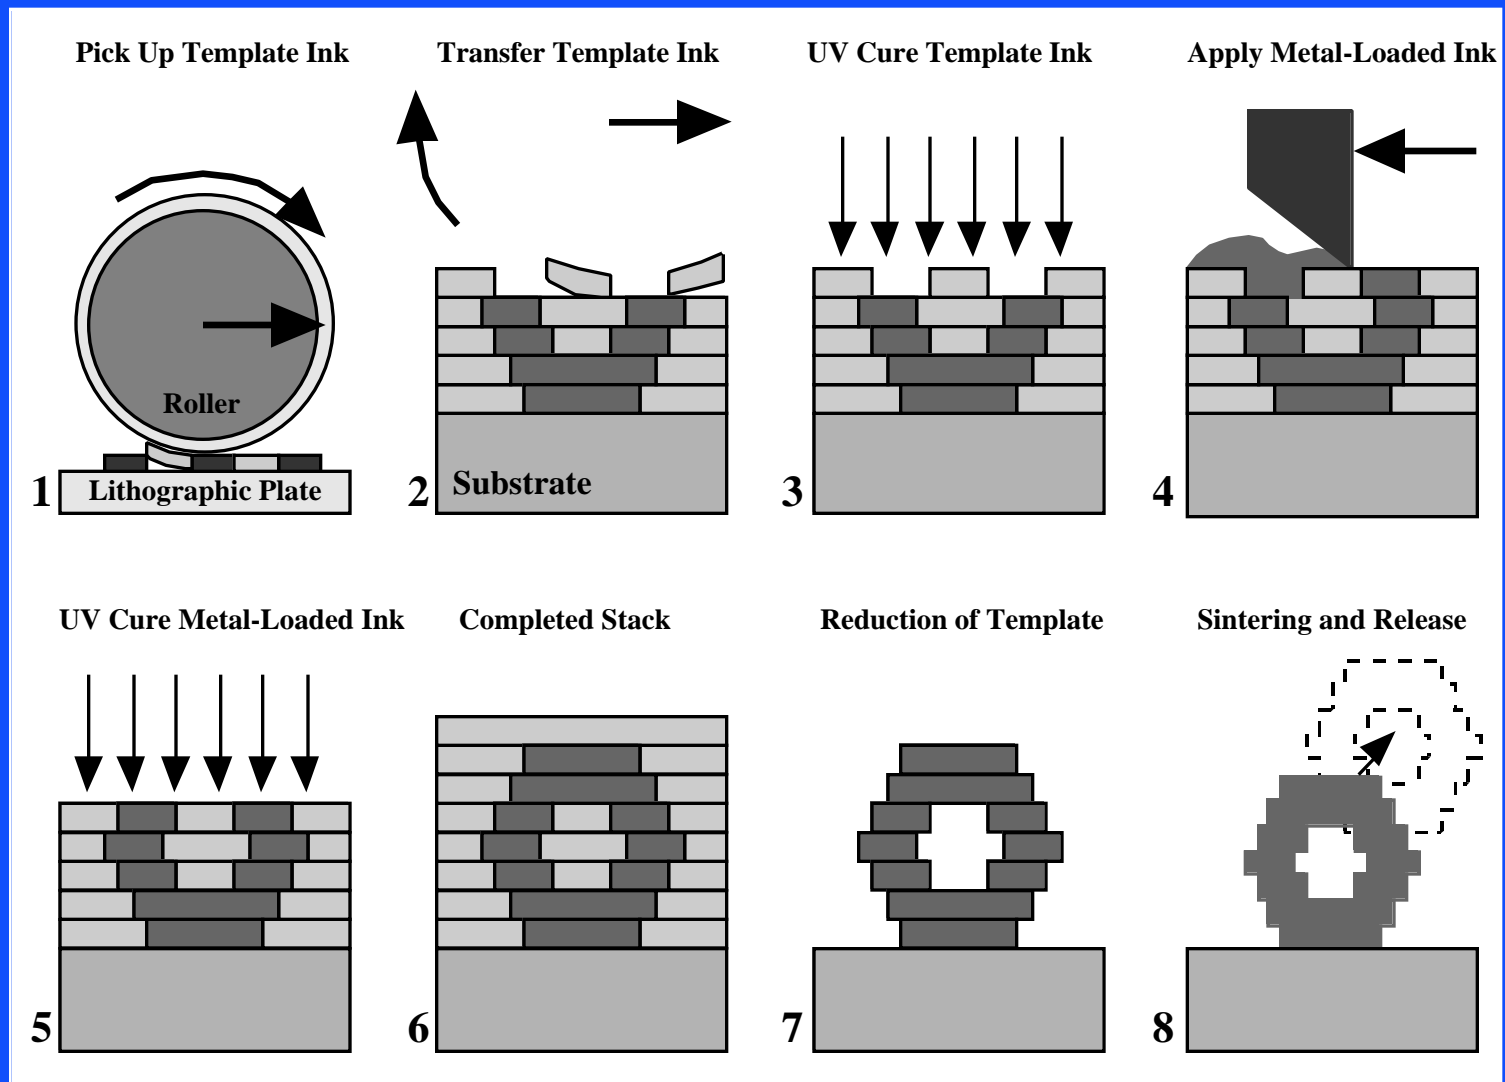 Pick Up Template Ink
Transfer Template Ink
UV Cure Template Ink
Apply Metal-Loaded Ink
Roller
1
Lithographic Plate
2
Substrate
3
4
UV Cure Metal-Loaded Ink
Completed Stack
Reduction of Template
Sintering and Release
5
6
7
8